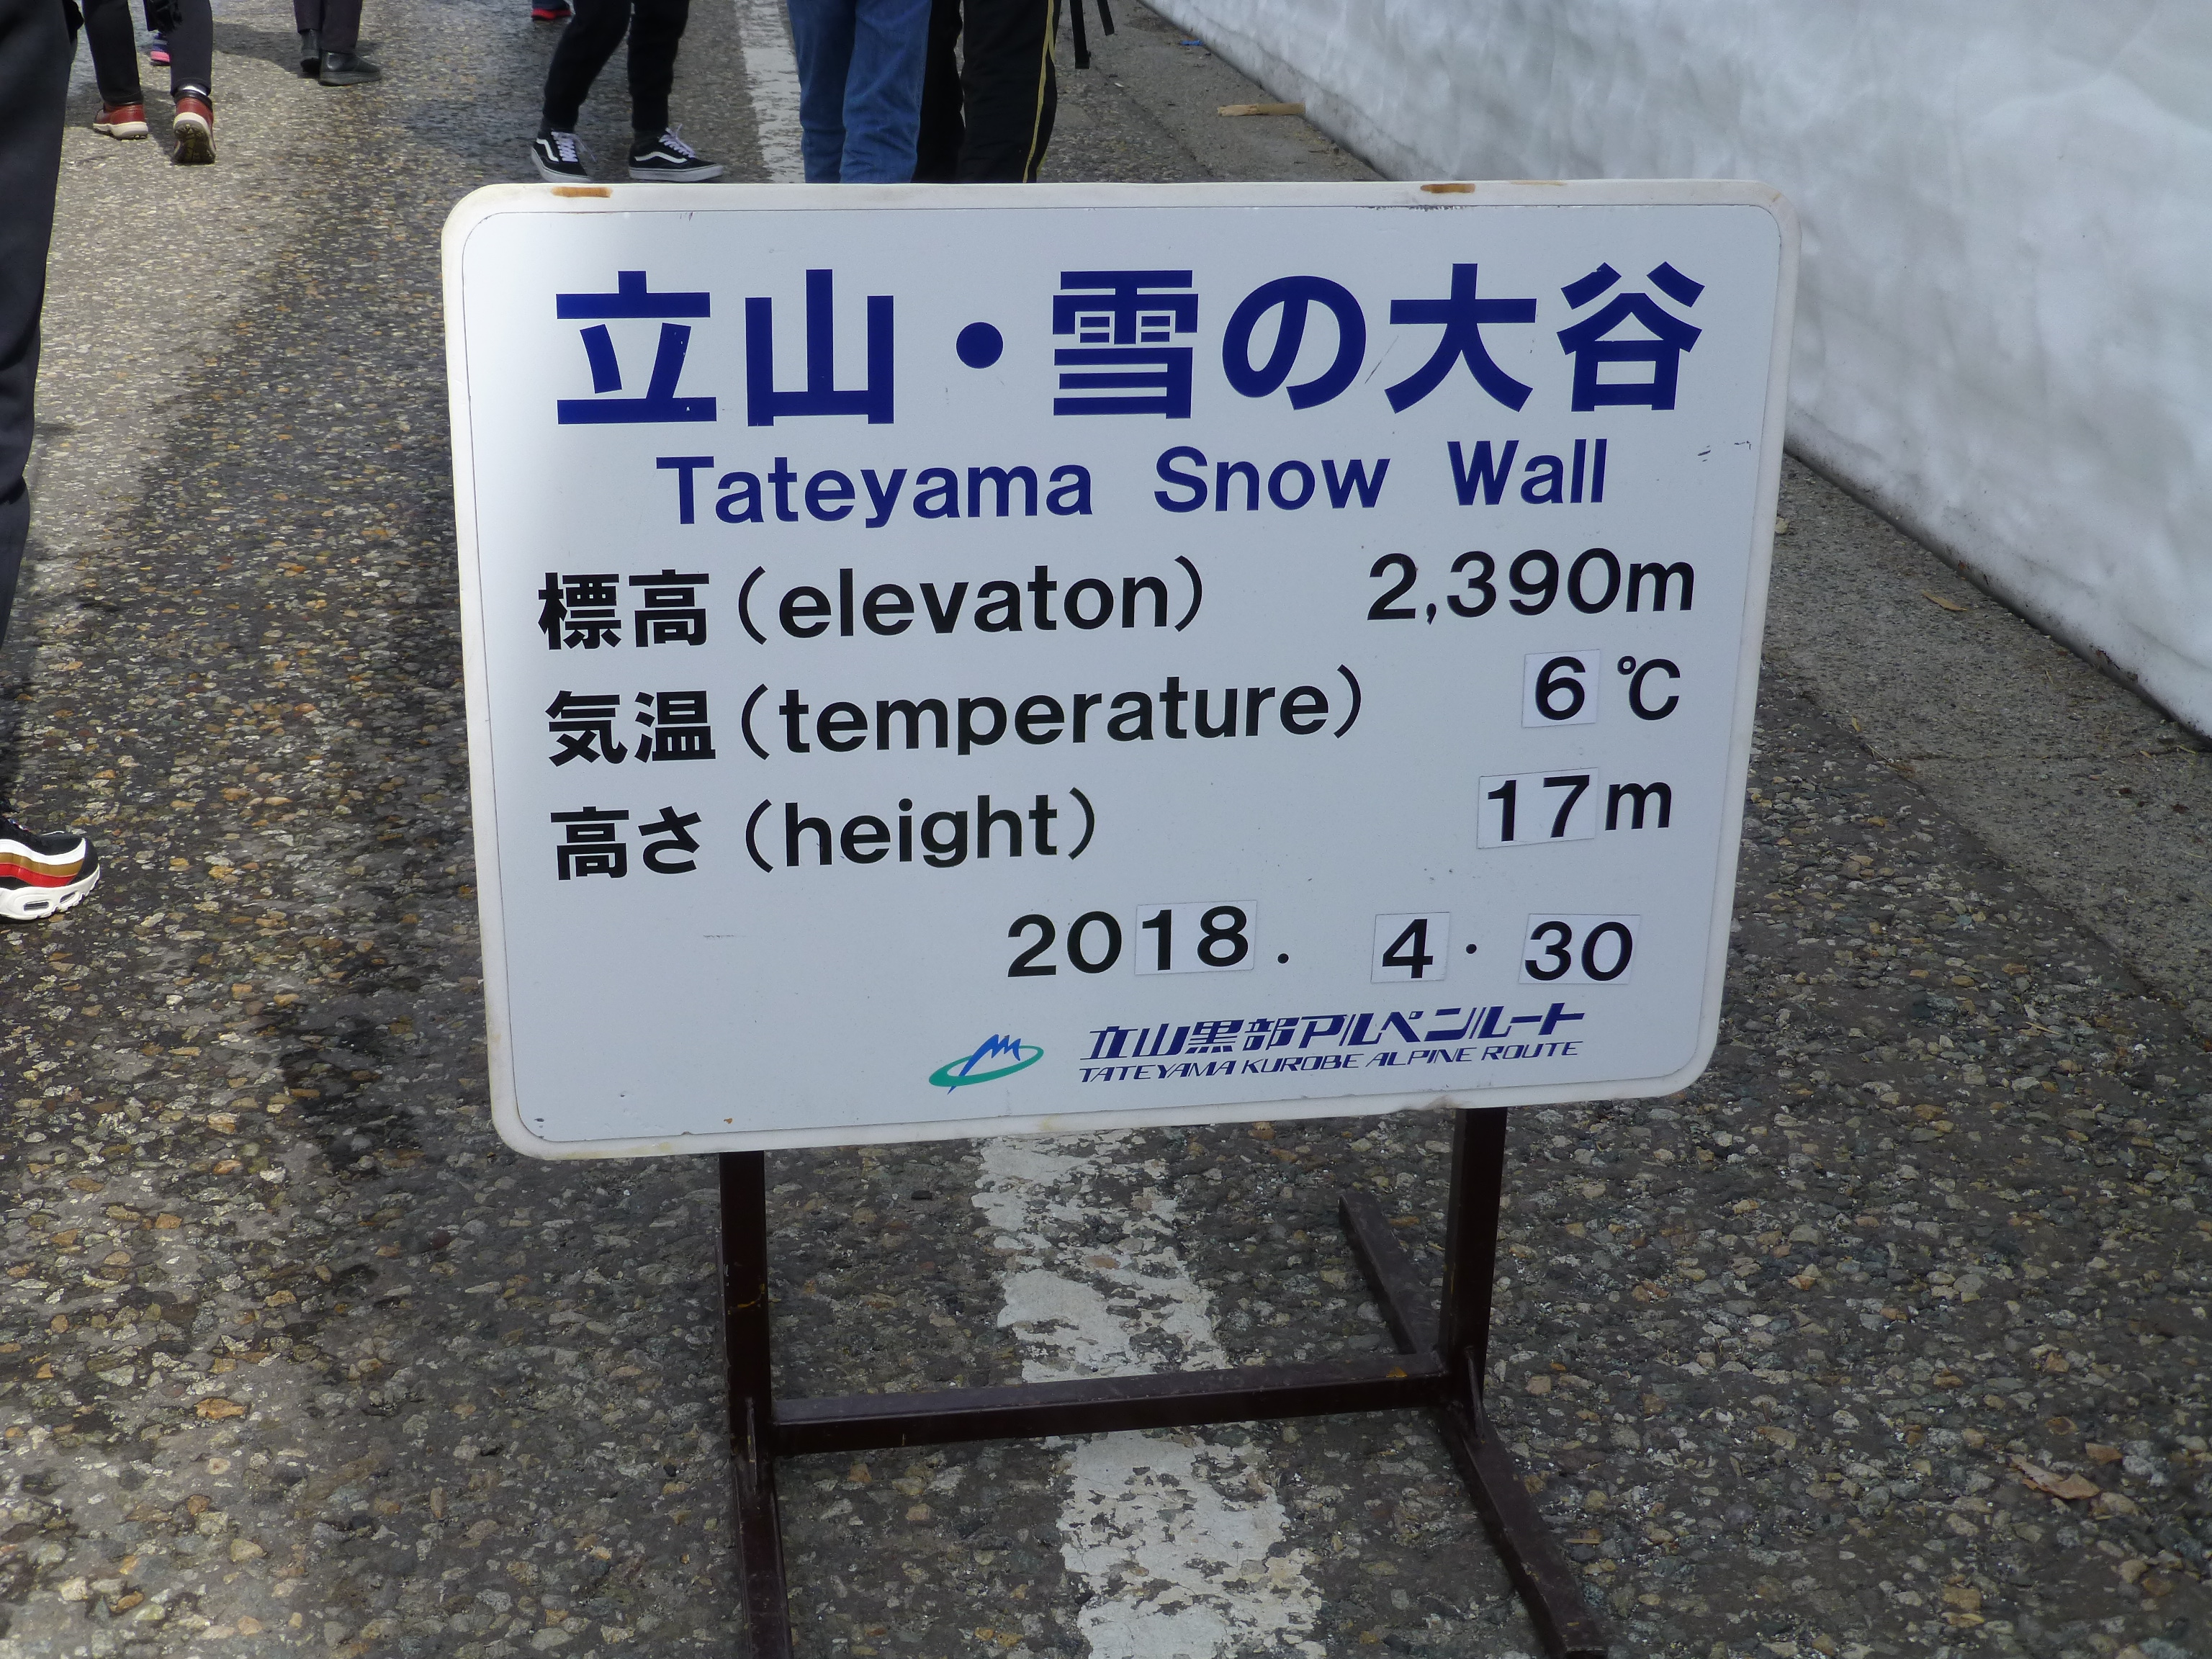 立山・雪の大谷
Tateyama Snow Wall
標高(elevaton) 2,390m
気温(temperature) 6℃
高さ(height) 17m
2018. 4・30
立山黒部アルペンルート
TATEYAMA KUROBE ALPINE ROUTE